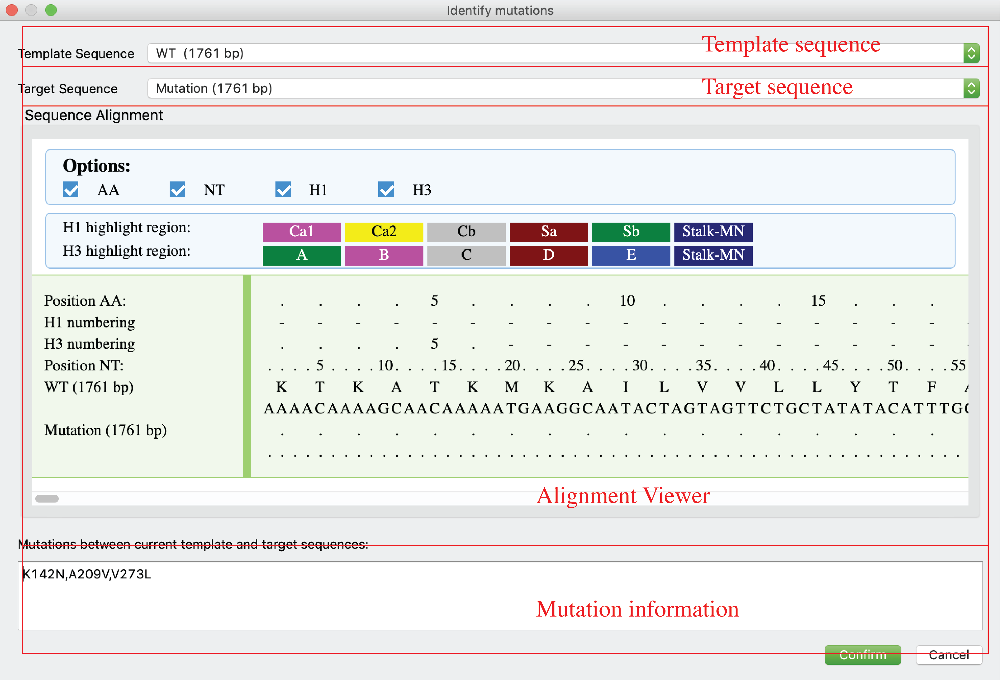 Identify mutations
Template Sequence WT (1761 bp) Template sequence
Target Sequence Mutation (1761 bp) Target sequence
Sequence Alignment
Options:
AA NT H1 H3
H1 highlight region: Ca1 Ca2 Cb Sa Sb Stalk-MN
H3 highlight region: A B C D E Stalk-MN
Position AA: . . . . 5 . . . . 10 . . . . 15 . . .
H1 numbering - - - - - - - - - - - - - - - - - - -
H3 numbering . . . . 5 . - - - - - - - - - - - - -
Position NT: . . . . 5 . . . . 10 . . . . 15 . . . . 20 . . . . 25 . . . . 30 . . . . 35 . . . . 40 . . . . 45 . . . . 50 . . . . 55
WT (1761 bp) K T K A T K M K A I L V V L L Y T F A
AAAACAAAAGCAACAAAAATGAAGGCAATACTAGTAGTTCTGCTATATACATTTGC
Mutation (1761 bp) . . . . . . . . . . . . . . . . . .
. . . . . . . . . . . . . . . . . . . . . . . . . . . . . . . . . . . . . . . . . . . . . . . . . . . . . . .
Alignment Viewer
Mutations between current template and target sequences:
K142N,A209V,V273L
Mutation information
Confirm Cancel